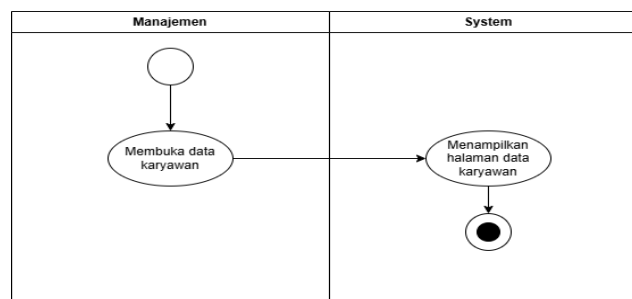 Manajemen
System
Membuka data
karyawan
Menampilkan
halaman data
karyawan